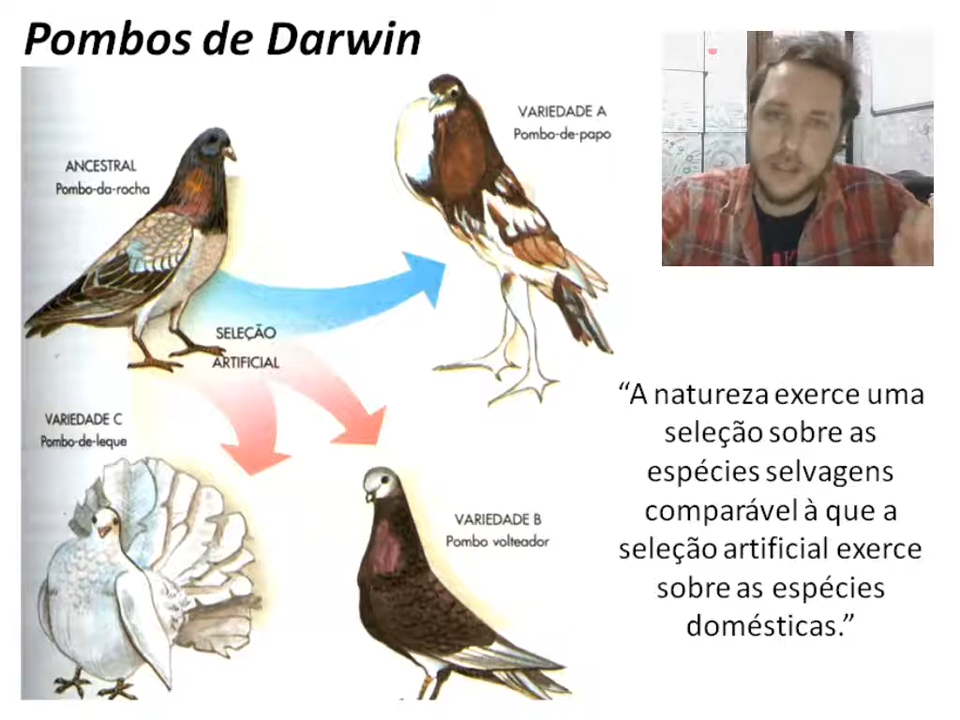 Pombos de Darwin
ANCESTRAL
Pombo-da-rocha
VARIEDADE A
Pombo-de-papo
SELEÇÃO
ARTIFICIAL
VARIEDADE C
Pombo-de-leque
VARIEDADE B
Pombo volteador
“A natureza exerce uma
seleção sobre as
espécies selvagens
comparável à que a
seleção artificial exerce
sobre as espécies
domésticas.”